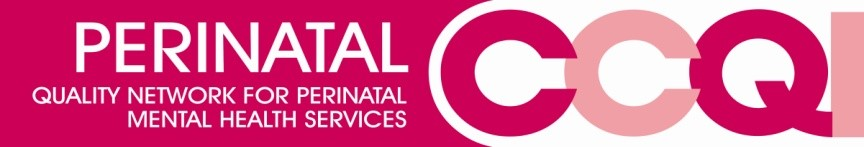 PERINATAL
QUALITY NETWORK FOR PERINATAL
MENTAL HEALTH SERVICES
CCQI